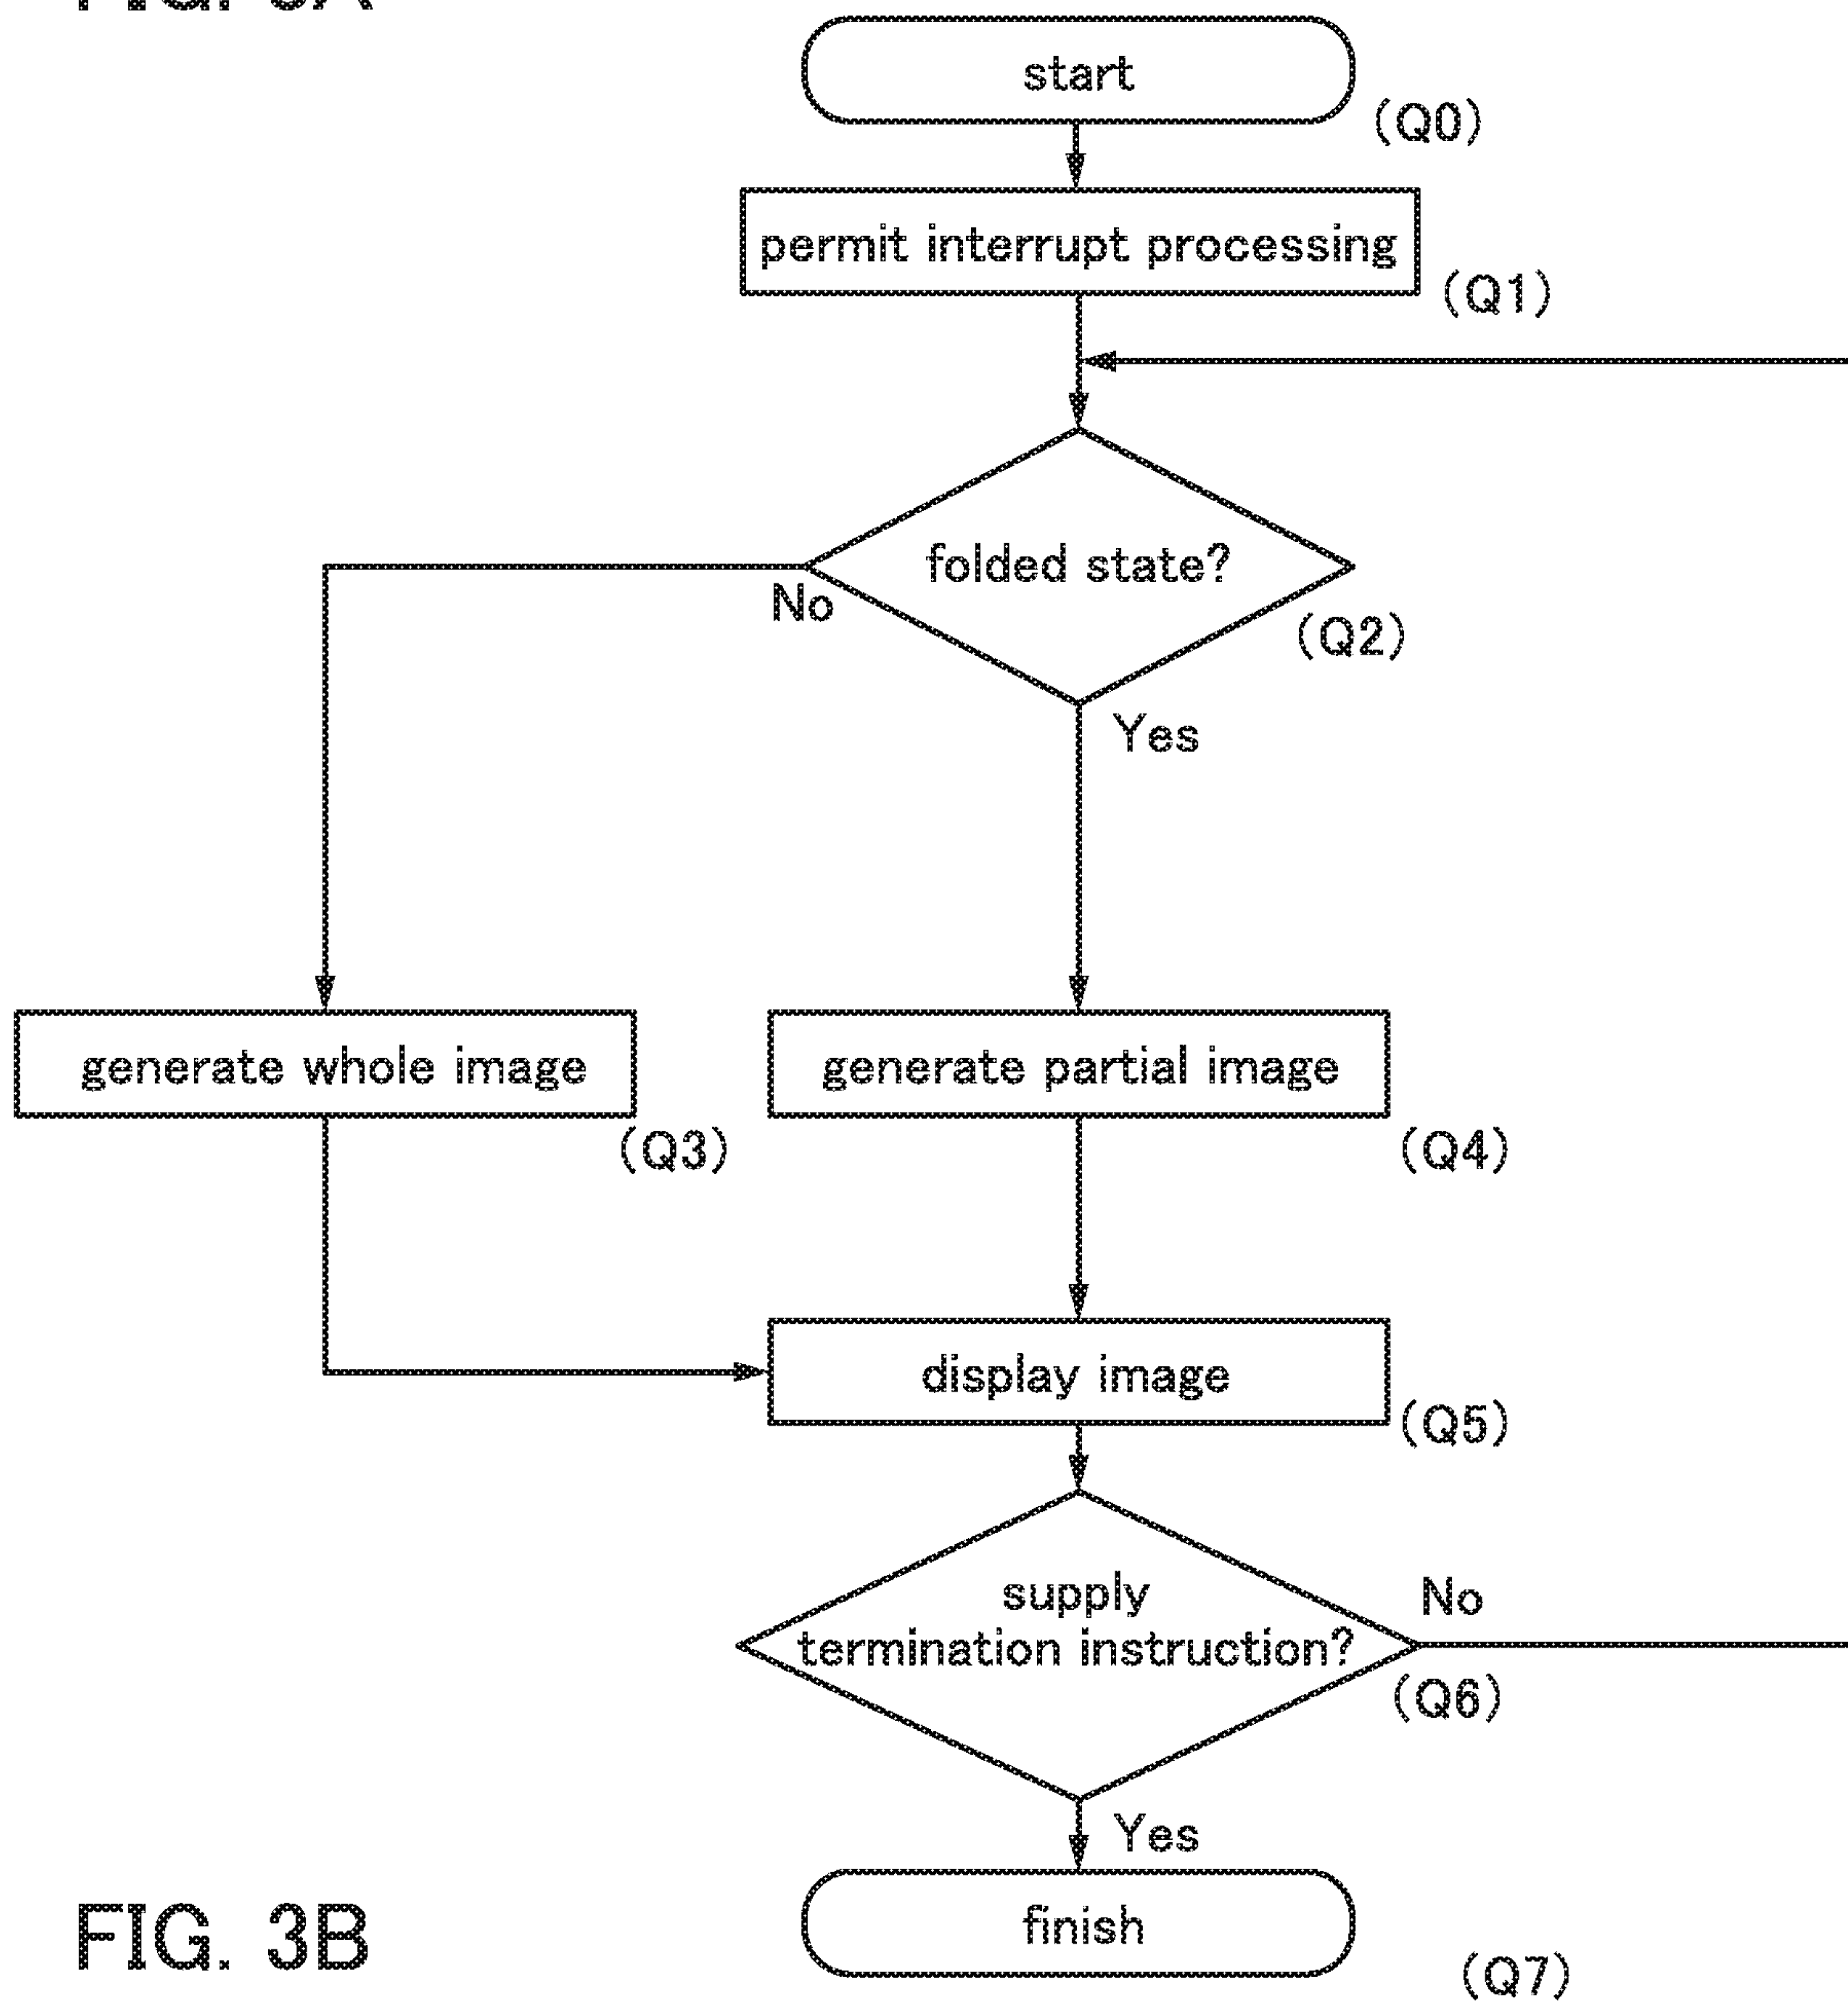 start
(Q0)
permit interrupt processing
(Q1)
folded state?
No
(Q2)
Yes
generate whole image
generate partial image
(Q3)
(Q4)
display image
(Q5)
supply
termination instruction?
No
(Q6)
Yes
FIG. 3B
finish
(Q7)